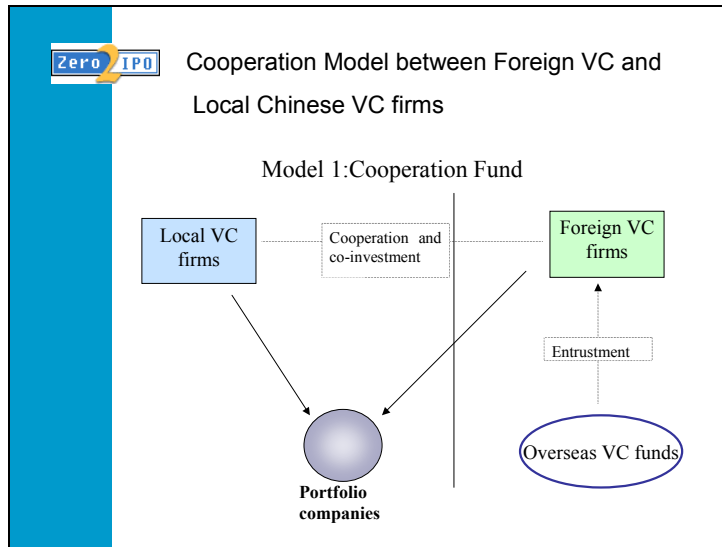 Zero2IPO
Cooperation Model between Foreign VC and
Local Chinese VC firms
Model 1:Cooperation Fund
Local VC
firms
Cooperation and
co-investment
Foreign VC
firms
Entrustment
Overseas VC funds
Portfolio
companies